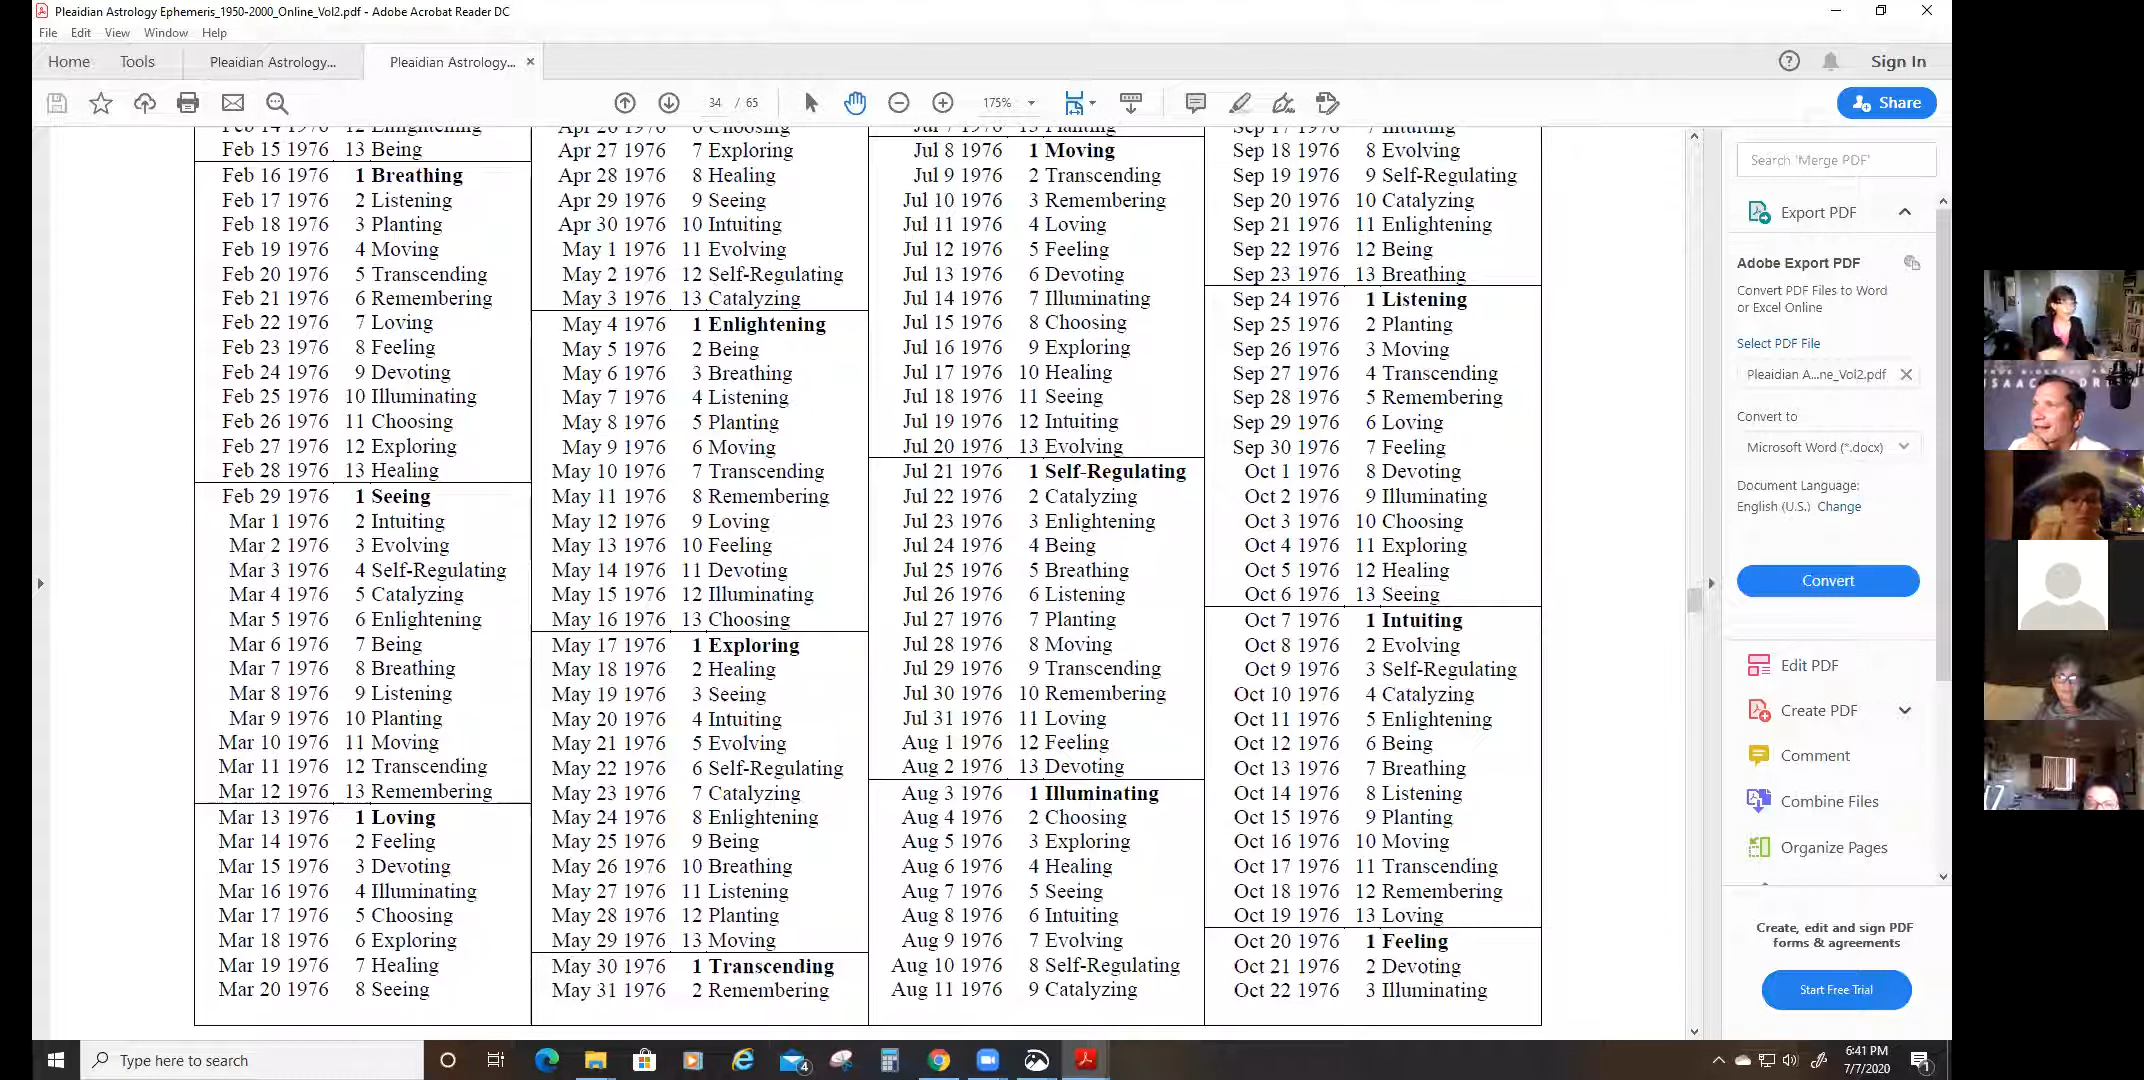 Pleaidian Astrology Ephemeris_1950-2000_Online_Vol2.pdf - Adobe Acrobat Reader DC
File Edit View Window Help
Home Tools Pleaidian Astrology... Pleaidian Astrology... × Sign In
34 / 65 175% Share
Feb 14 1976 12 Enlightening
Feb 15 1976 13 Being
Feb 16 1976 1 Breathing
Feb 17 1976 2 Listening
Feb 18 1976 3 Planting
Feb 19 1976 4 Moving
Feb 20 1976 5 Transcending
Feb 21 1976 6 Remembering
Feb 22 1976 7 Loving
Feb 23 1976 8 Feeling
Feb 24 1976 9 Devoting
Feb 25 1976 10 Illuminating
Feb 26 1976 11 Choosing
Feb 27 1976 12 Exploring
Feb 28 1976 13 Healing
Feb 29 1976 1 Seeing
Mar 1 1976 2 Intuiting
Mar 2 1976 3 Evolving
Mar 3 1976 4 Self-Regulating
Mar 4 1976 5 Catalyzing
Mar 5 1976 6 Enlightening
Mar 6 1976 7 Being
Mar 7 1976 8 Breathing
Mar 8 1976 9 Listening
Mar 9 1976 10 Planting
Mar 10 1976 11 Moving
Mar 11 1976 12 Transcending
Mar 12 1976 13 Remembering
Mar 13 1976 1 Loving
Mar 14 1976 2 Feeling
Mar 15 1976 3 Devoting
Mar 16 1976 4 Illuminating
Mar 17 1976 5 Choosing
Mar 18 1976 6 Exploring
Mar 19 1976 7 Healing
Mar 20 1976 8 Seeing
Apr 26 1976 6 Choosing
Apr 27 1976 7 Exploring
Apr 28 1976 8 Healing
Apr 29 1976 9 Seeing
Apr 30 1976 10 Intuiting
May 1 1976 11 Evolving
May 2 1976 12 Self-Regulating
May 3 1976 13 Catalyzing
May 4 1976 1 Enlightening
May 5 1976 2 Being
May 6 1976 3 Breathing
May 7 1976 4 Listening
May 8 1976 5 Planting
May 9 1976 6 Moving
May 10 1976 7 Transcending
May 11 1976 8 Remembering
May 12 1976 9 Loving
May 13 1976 10 Feeling
May 14 1976 11 Devoting
May 15 1976 12 Illuminating
May 16 1976 13 Choosing
May 17 1976 1 Exploring
May 18 1976 2 Healing
May 19 1976 3 Seeing
May 20 1976 4 Intuiting
May 21 1976 5 Evolving
May 22 1976 6 Self-Regulating
May 23 1976 7 Catalyzing
May 24 1976 8 Enlightening
May 25 1976 9 Being
May 26 1976 10 Breathing
May 27 1976 11 Listening
May 28 1976 12 Planting
May 29 1976 13 Moving
May 30 1976 1 Transcending
May 31 1976 2 Remembering
Jul 7 1976 13 Planting
Jul 8 1976 1 Moving
Jul 9 1976 2 Transcending
Jul 10 1976 3 Remembering
Jul 11 1976 4 Loving
Jul 12 1976 5 Feeling
Jul 13 1976 6 Devoting
Jul 14 1976 7 Illuminating
Jul 15 1976 8 Choosing
Jul 16 1976 9 Exploring
Jul 17 1976 10 Healing
Jul 18 1976 11 Seeing
Jul 19 1976 12 Intuiting
Jul 20 1976 13 Evolving
Jul 21 1976 1 Self-Regulating
Jul 22 1976 2 Catalyzing
Jul 23 1976 3 Enlightening
Jul 24 1976 4 Being
Jul 25 1976 5 Breathing
Jul 26 1976 6 Listening
Jul 27 1976 7 Planting
Jul 28 1976 8 Moving
Jul 29 1976 9 Transcending
Jul 30 1976 10 Remembering
Jul 31 1976 11 Loving
Aug 1 1976 12 Feeling
Aug 2 1976 13 Devoting
Aug 3 1976 1 Illuminating
Aug 4 1976 2 Choosing
Aug 5 1976 3 Exploring
Aug 6 1976 4 Healing
Aug 7 1976 5 Seeing
Aug 8 1976 6 Intuiting
Aug 9 1976 7 Evolving
Aug 10 1976 8 Self-Regulating
Aug 11 1976 9 Catalyzing
Sep 17 1976 7 Intuiting
Sep 18 1976 8 Evolving
Sep 19 1976 9 Self-Regulating
Sep 20 1976 10 Catalyzing
Sep 21 1976 11 Enlightening
Sep 22 1976 12 Being
Sep 23 1976 13 Breathing
Sep 24 1976 1 Listening
Sep 25 1976 2 Planting
Sep 26 1976 3 Moving
Sep 27 1976 4 Transcending
Sep 28 1976 5 Remembering
Sep 29 1976 6 Loving
Sep 30 1976 7 Feeling
Oct 1 1976 8 Devoting
Oct 2 1976 9 Illuminating
Oct 3 1976 10 Choosing
Oct 4 1976 11 Exploring
Oct 5 1976 12 Healing
Oct 6 1976 13 Seeing
Oct 7 1976 1 Intuiting
Oct 8 1976 2 Evolving
Oct 9 1976 3 Self-Regulating
Oct 10 1976 4 Catalyzing
Oct 11 1976 5 Enlightening
Oct 12 1976 6 Being
Oct 13 1976 7 Breathing
Oct 14 1976 8 Listening
Oct 15 1976 9 Planting
Oct 16 1976 10 Moving
Oct 17 1976 11 Transcending
Oct 18 1976 12 Remembering
Oct 19 1976 13 Loving
Oct 20 1976 1 Feeling
Oct 21 1976 2 Devoting
Oct 22 1976 3 Illuminating
Search 'Merge PDF'
Export PDF
Adobe Export PDF
Convert PDF Files to Word
or Excel Online
Select PDF File
Pleaidian A...ne_Vol2.pdf ×
Convert to
Microsoft Word (*.docx)
Document Language:
English (U.S.) Change
Convert
Edit PDF
Create PDF
Comment
Combine Files
Organize Pages
Create, edit and sign PDF
forms & agreements
Start Free Trial
Type here to search
4
6:41 PM
7/7/2020
1